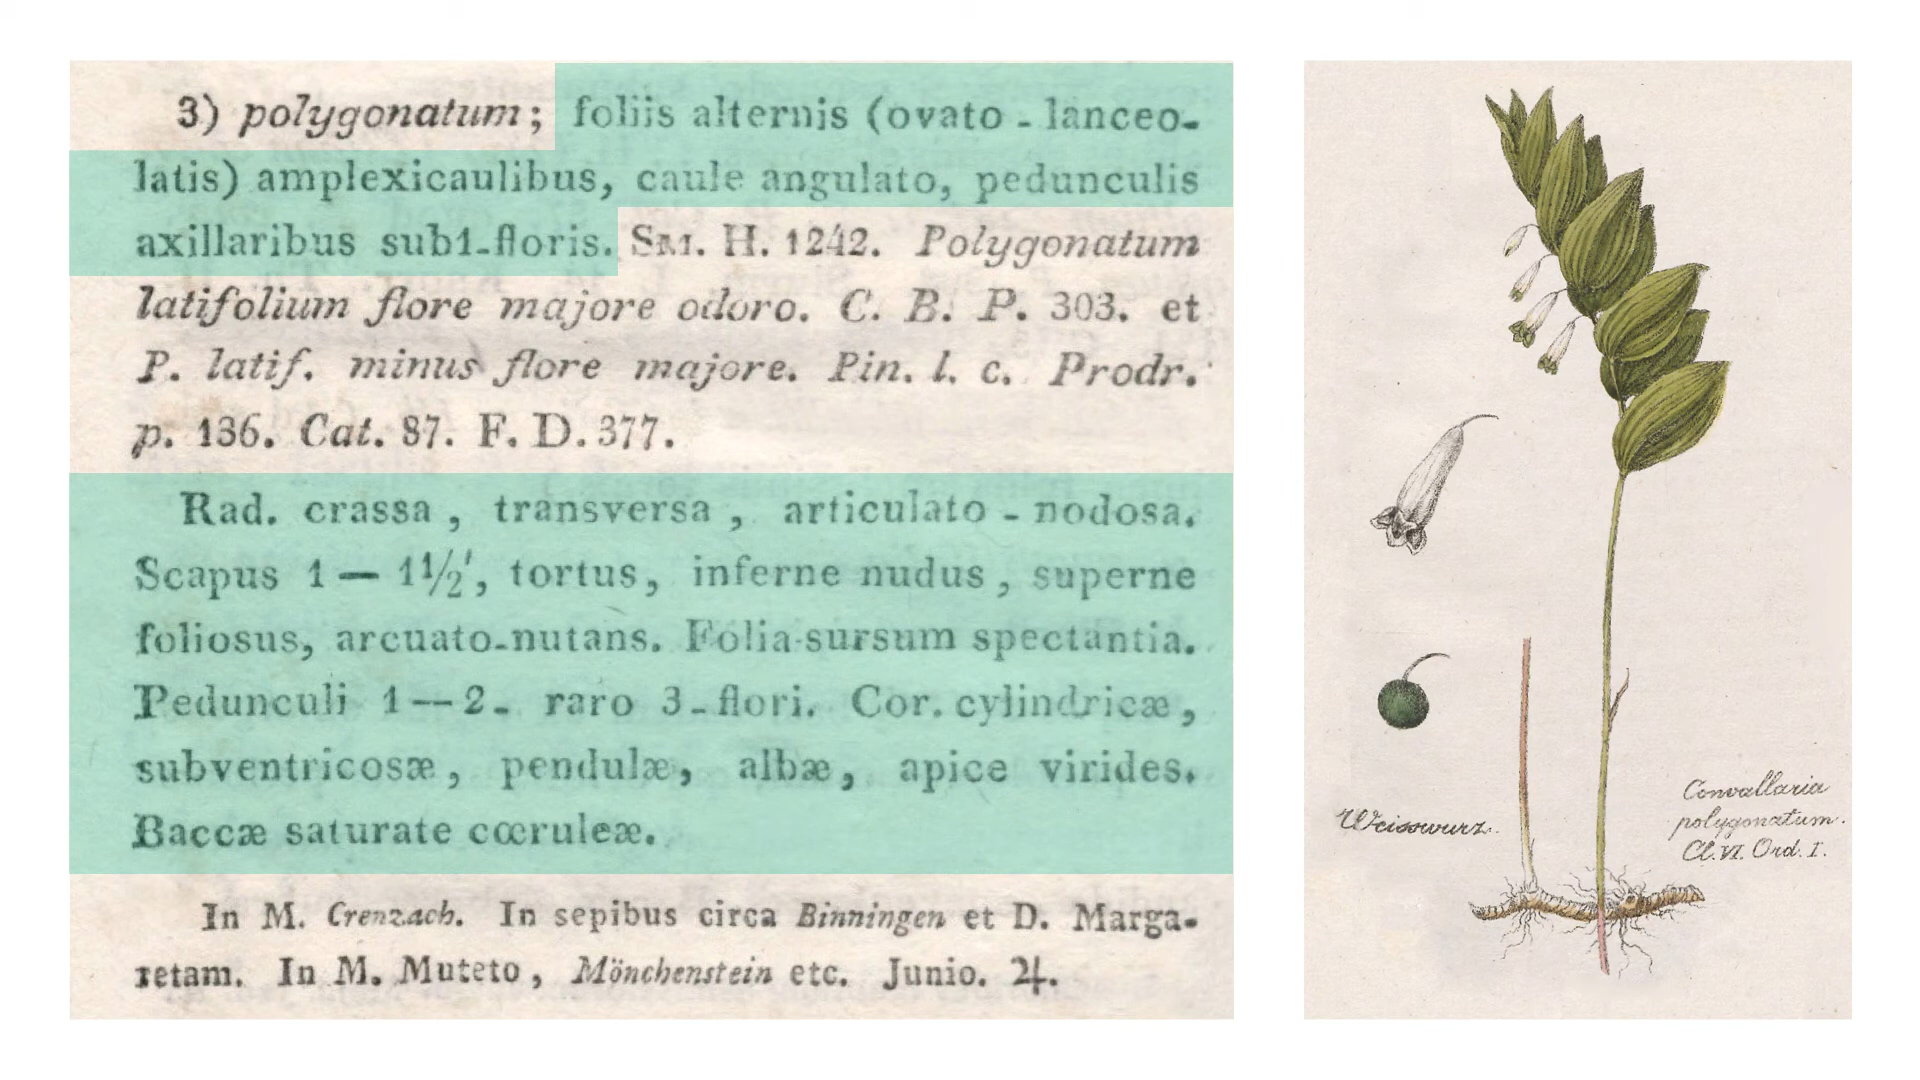 3) polygonatum; foliis alternis (ovato - lanceo-
latis) amplexicaulibus, caule angulato, pedunculis
axillaribus sub1-floris. SM. H. 1242. Polygonatum
latifolium flore majore odoro. C. B. P. 303. et
P. latif. minus flore majore. Pin. l. c. Prodr.
p. 136. Cat. 87. F. D. 377.
Rad. crassa, transversa, articulato - nodosa.
Scapus 1 — 1 1/2', tortus, inferne nudus, superne
foliosus, arcuato-nutans. Folia sursum spectantia.
Pedunculi 1—2- raro 3-flori. Cor. cylindricæ,
subventricosæ, pendulæ, albæ, apice virides.
Baccæ saturate cœruleæ.
In M. Crenzach. In sepibus circa Binningen et D. Marga-
retam. In M. Muteto, Mönchenstein etc. Junio. ♃.
Weisswurz.
Convallaria
polygonatum.
Cl. VI. Ord. I.